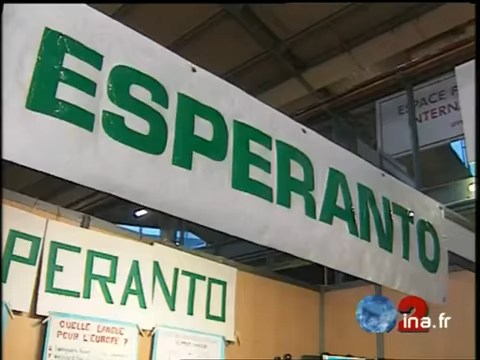 ESPERANTO
ESPACE
INTERN
PERANTO
QUELLE LANGUE
POUR L'EUROPE ?
2
ina.fr